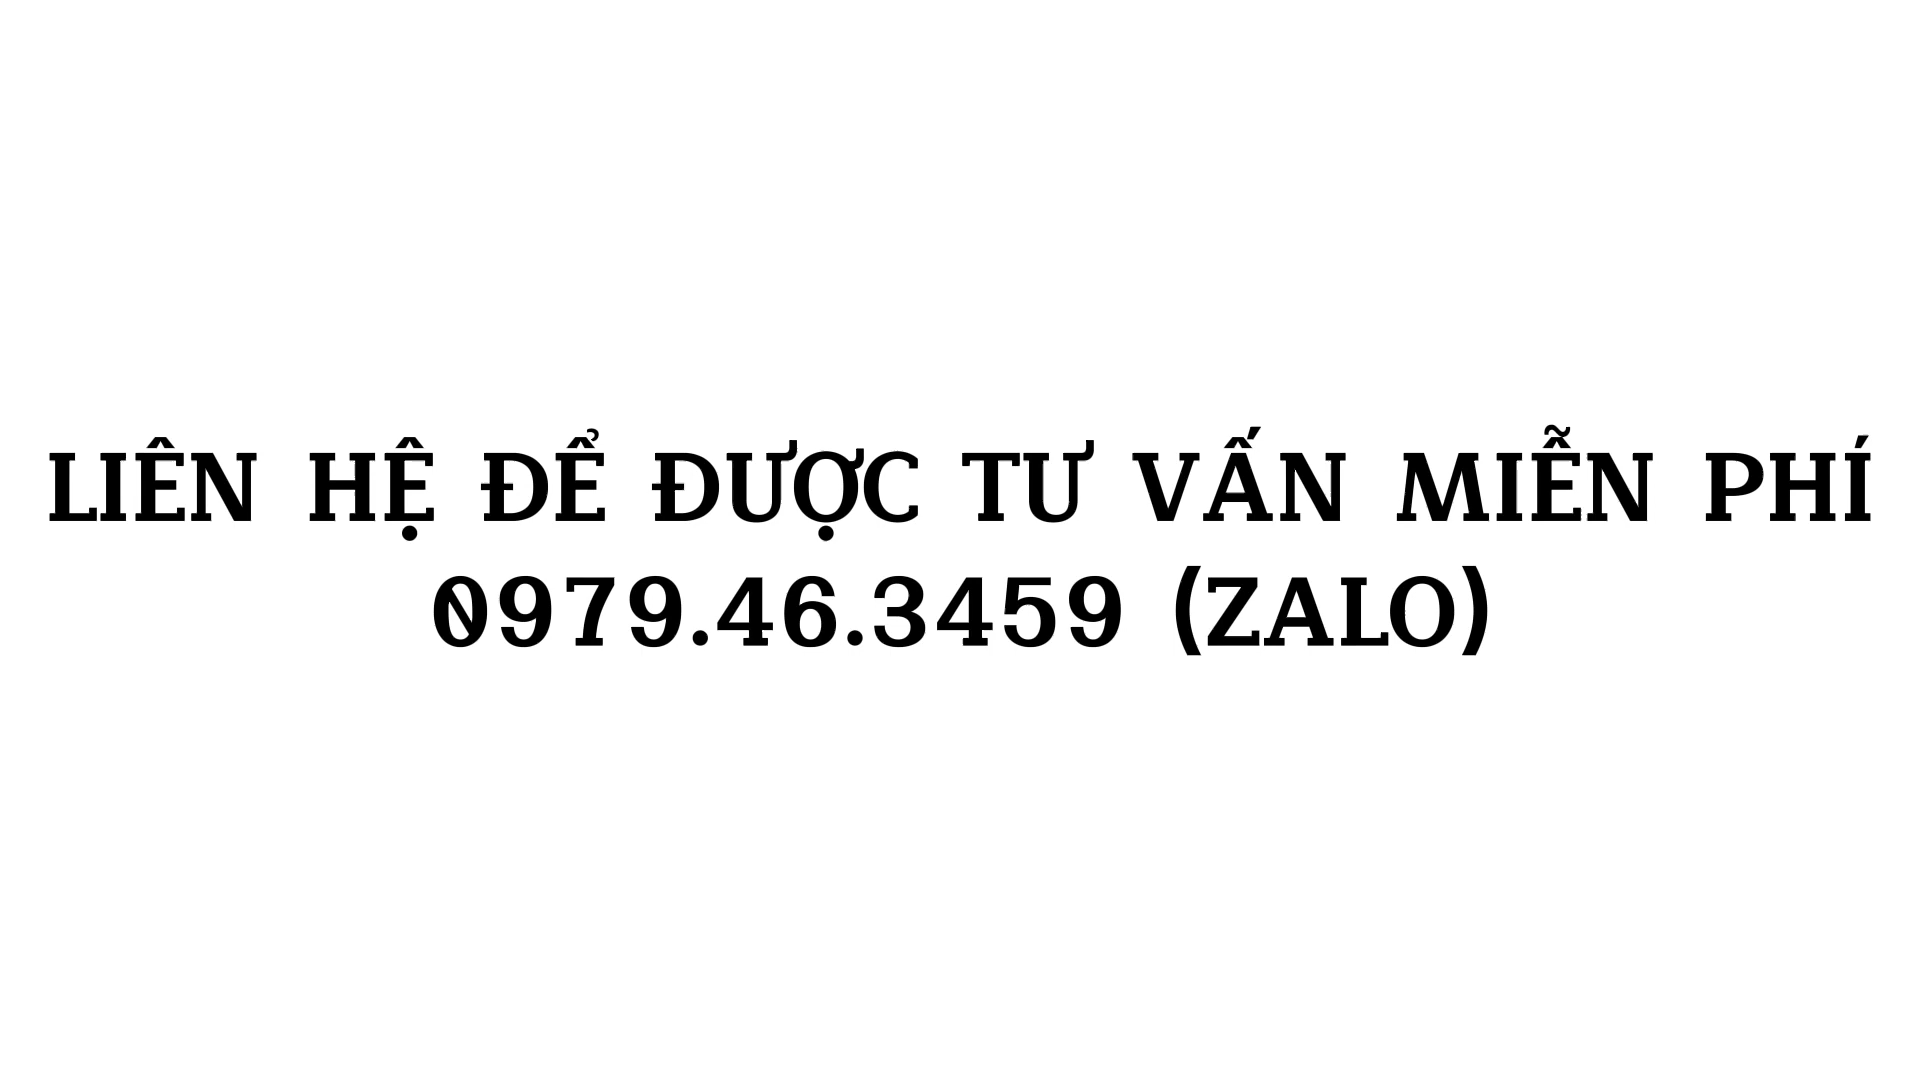 LIÊN HỆ ĐỂ ĐƯỢC TƯ VẤN MIỄN PHÍ
0979.46.3459 (ZALO)